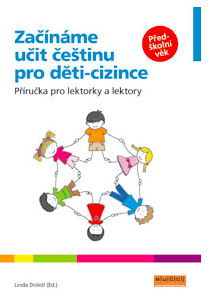 Začínáme
učit češtinu
pro děti-cizince
Příručka pro lektorky a lektory
Před-
školní
věk
Linda Doleží (Ed.)